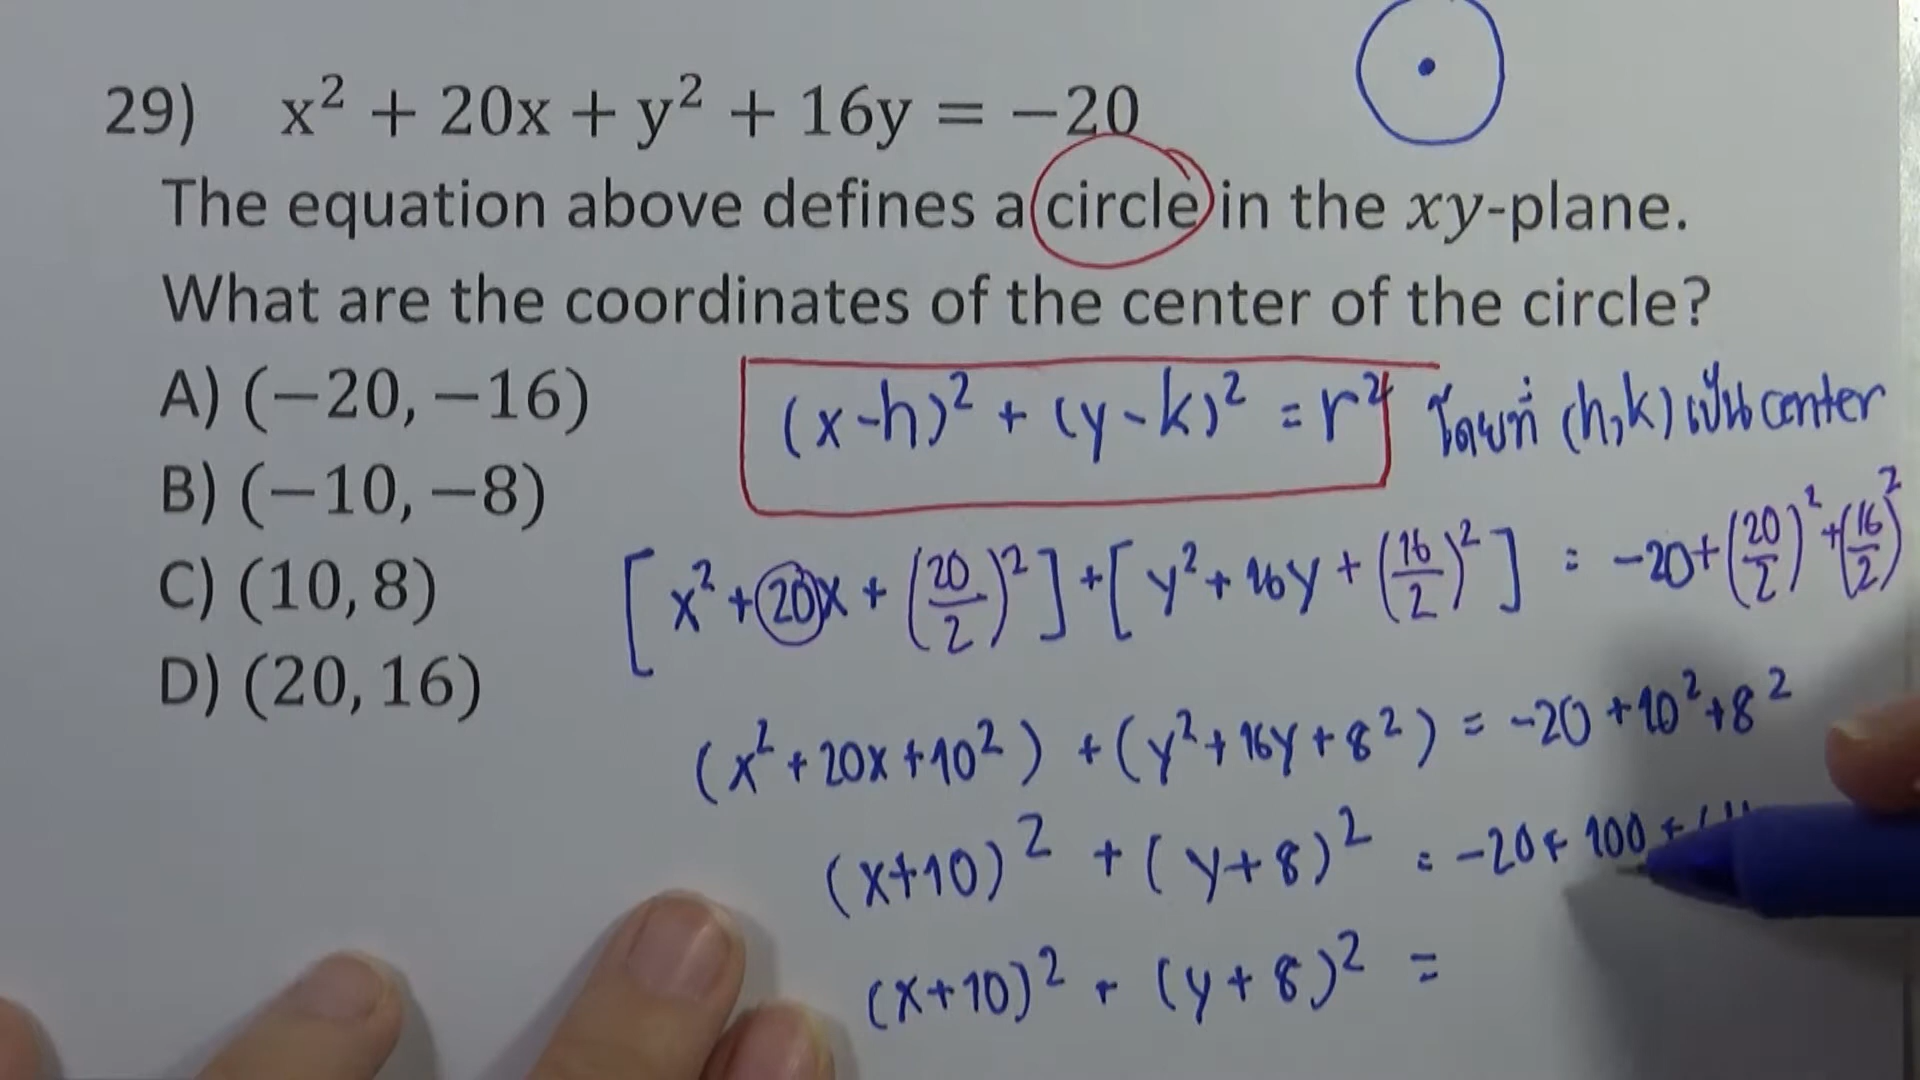 29) x² + 20x + y² + 16y = −20
The equation above defines a circle in the xy-plane.
What are the coordinates of the center of the circle?
A) (−20, −16)
B) (−10, −8)
C) (10, 8)
D) (20, 16)
(x-h)² + (y-k)² = r² โดยที่ (h,k) เป็น center
[x² + 20x + (20/2)²] + [y² + 16y + (16/2)²] = -20 + (20/2)² + (16/2)²
(x² + 20x + 10²) + (y² + 16y + 8²) = -20 + 10² + 8²
(x+10)² + (y+8)² = -20 + 100 +
(x+10)² + (y+8)² =